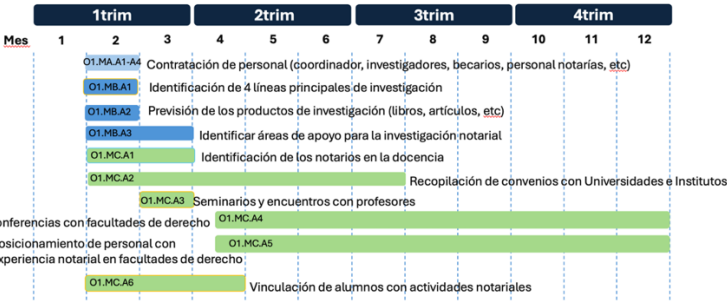 1trim 2trim 3trim 4trim
Mes 1 2 3 4 5 6 7 8 9 10 11 12
O1.MA.A1-A4 Contratación de personal (coordinador, investigadores, becarios, personal notarías, etc)
O1.MB.A1 Identificación de 4 líneas principales de investigación
O1.MB.A2 Previsión de los productos de investigación (libros, artículos, etc)
O1.MB.A3 Identificar áreas de apoyo para la investigación notarial
O1.MC.A1 Identificación de los notarios en la docencia
O1.MC.A2 Recopilación de convenios con Universidades e Institutos
O1.MC.A3 Seminarios y encuentros con profesores
onferencias con facultades de derecho O1.MC.A4
osicionamiento de personal con O1.MC.A5
xperiencia notarial en facultades de derecho
O1.MC.A6 Vinculación de alumnos con actividades notariales